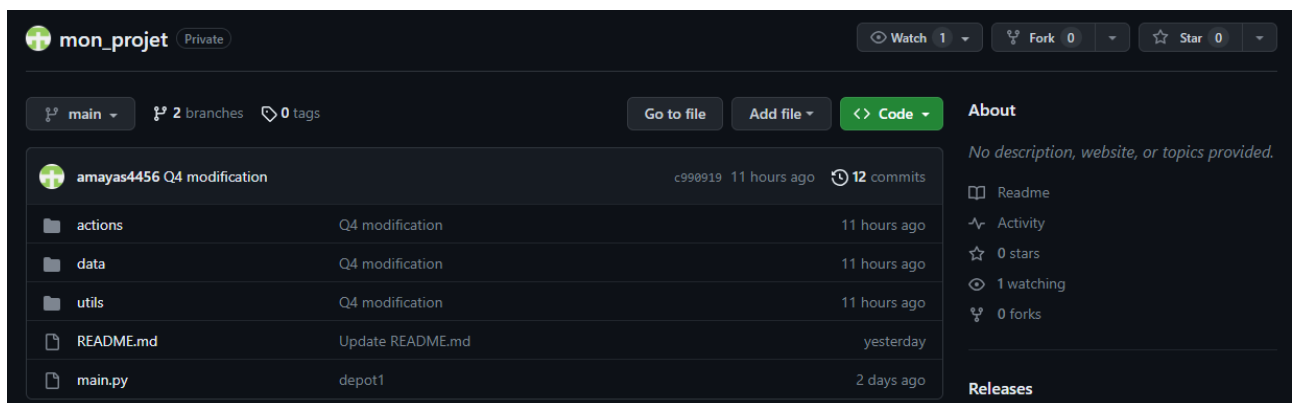 mon_projet Private Watch 1 Fork 0 Star 0
main 2 branches 0 tags Go to file Add file <> Code
About
No description, website, or topics provided.
amayas4456 Q4 modification c990919 11 hours ago 12 commits
Readme
actions Q4 modification 11 hours ago
Activity
data Q4 modification 11 hours ago
0 stars
1 watching
utils Q4 modification 11 hours ago
0 forks
README.md Update README.md yesterday
main.py depot1 2 days ago
Releases